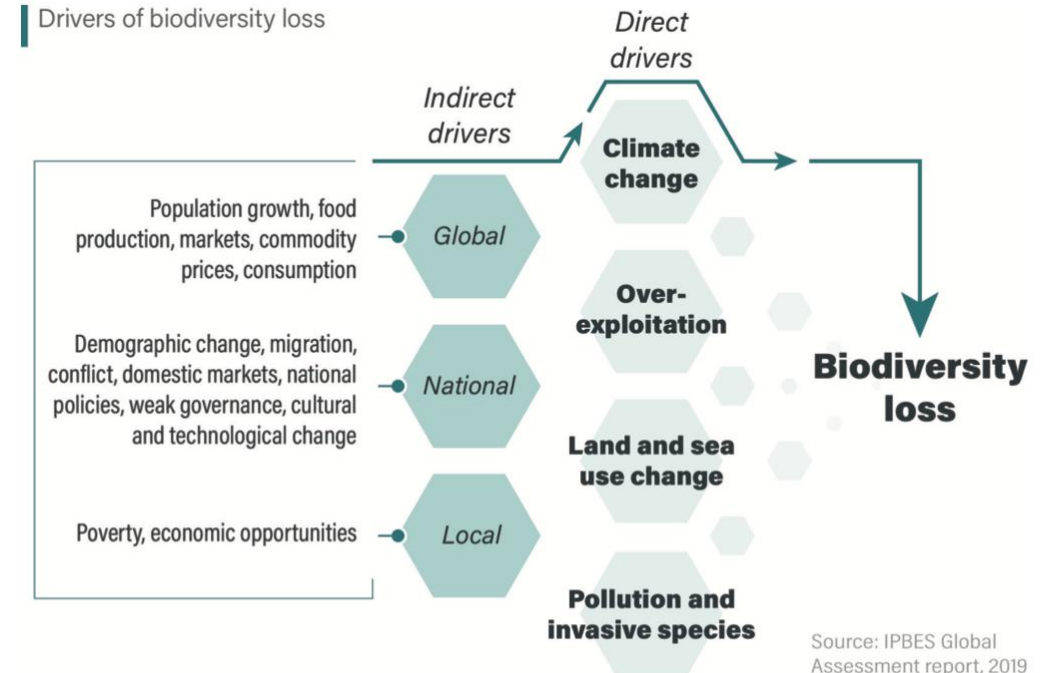 Drivers of biodiversity loss
Direct
drivers
Indirect
drivers
Climate
change
Population growth, food
production, markets, commodity
prices, consumption
Global
Over-
exploitation
Demographic change, migration,
conflict, domestic markets, national
policies, weak governance, cultural
and technological change
National
Biodiversity
loss
Land and sea
use change
Poverty, economic opportunities
Local
Pollution and
invasive species
Source: IPBES Global
Assessment report, 2019